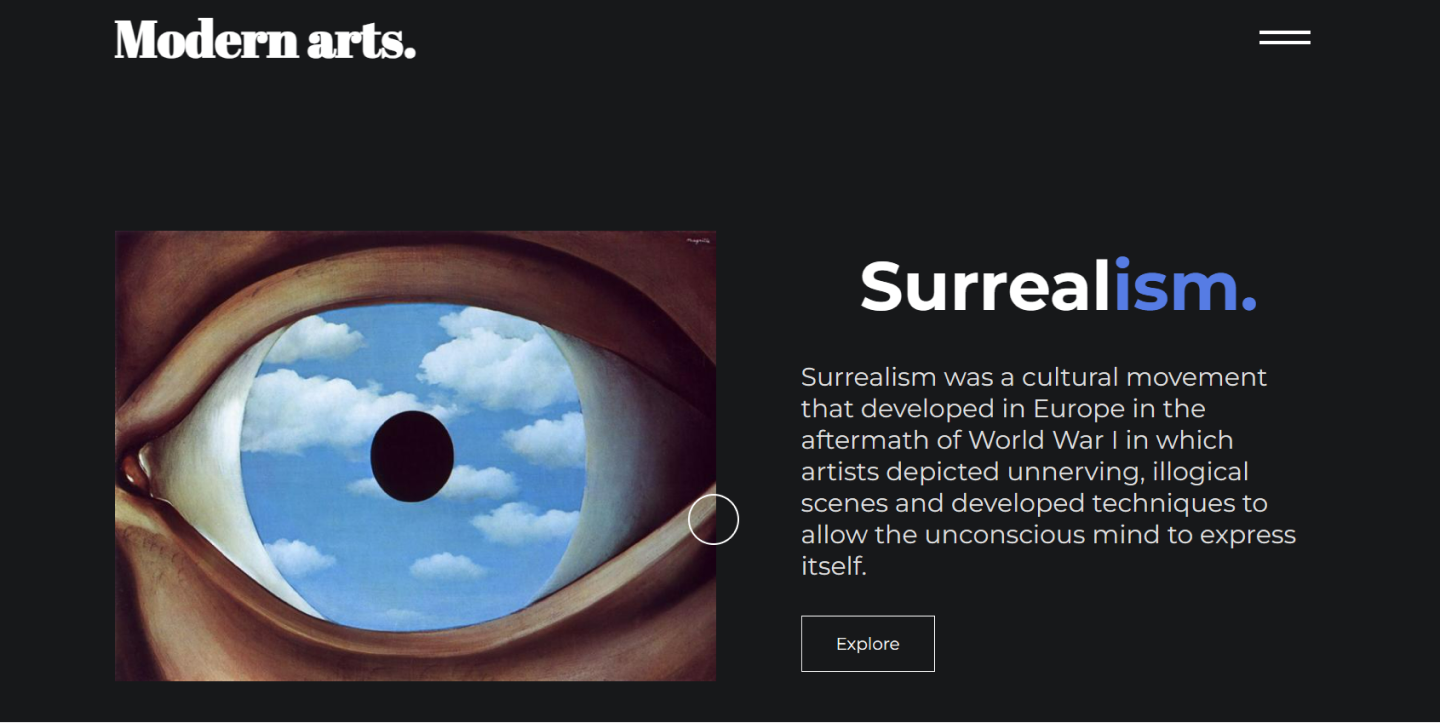 Modern arts.
Surrealism.
Surrealism was a cultural movement
that developed in Europe in the
aftermath of World War I in which
artists depicted unnerving, illogical
scenes and developed techniques to
allow the unconscious mind to express
itself.
Explore